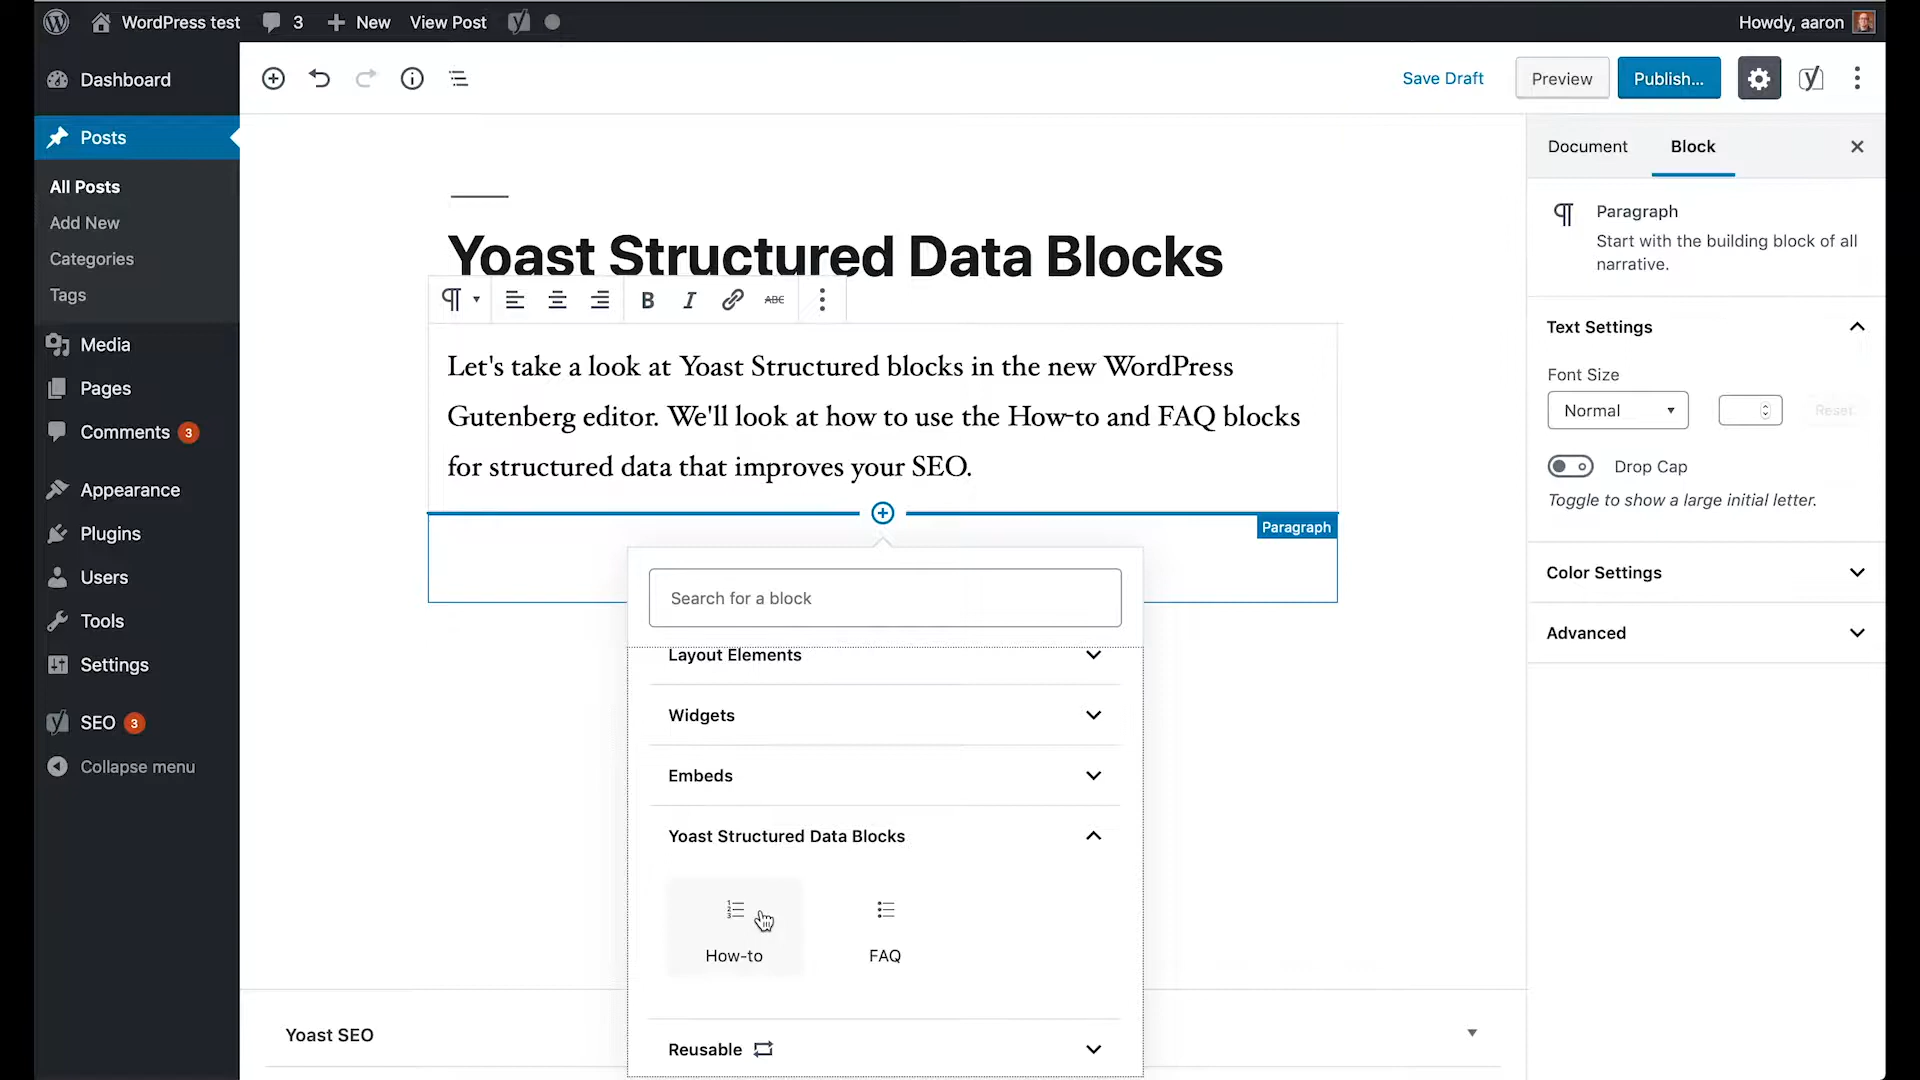 WordPress test
3
New
View Post
Howdy, aaron
Dashboard
Posts
All Posts
Add New
Categories
Tags
Media
Pages
Comments 3
Appearance
Plugins
Users
Tools
Settings
SEO 3
Collapse menu
Save Draft
Preview
Publish...
Yoast Structured Data Blocks
B I ABC
Let's take a look at Yoast Structured blocks in the new WordPress
Gutenberg editor. We'll look at how to use the How-to and FAQ blocks
for structured data that improves your SEO.
Paragraph
Search for a block
Layout Elements
Widgets
Embeds
Yoast Structured Data Blocks
How-to
FAQ
Reusable
Yoast SEO
Document
Block
Paragraph
Start with the building block of all
narrative.
Text Settings
Font Size
Normal
Reset
Drop Cap
Toggle to show a large initial letter.
Color Settings
Advanced